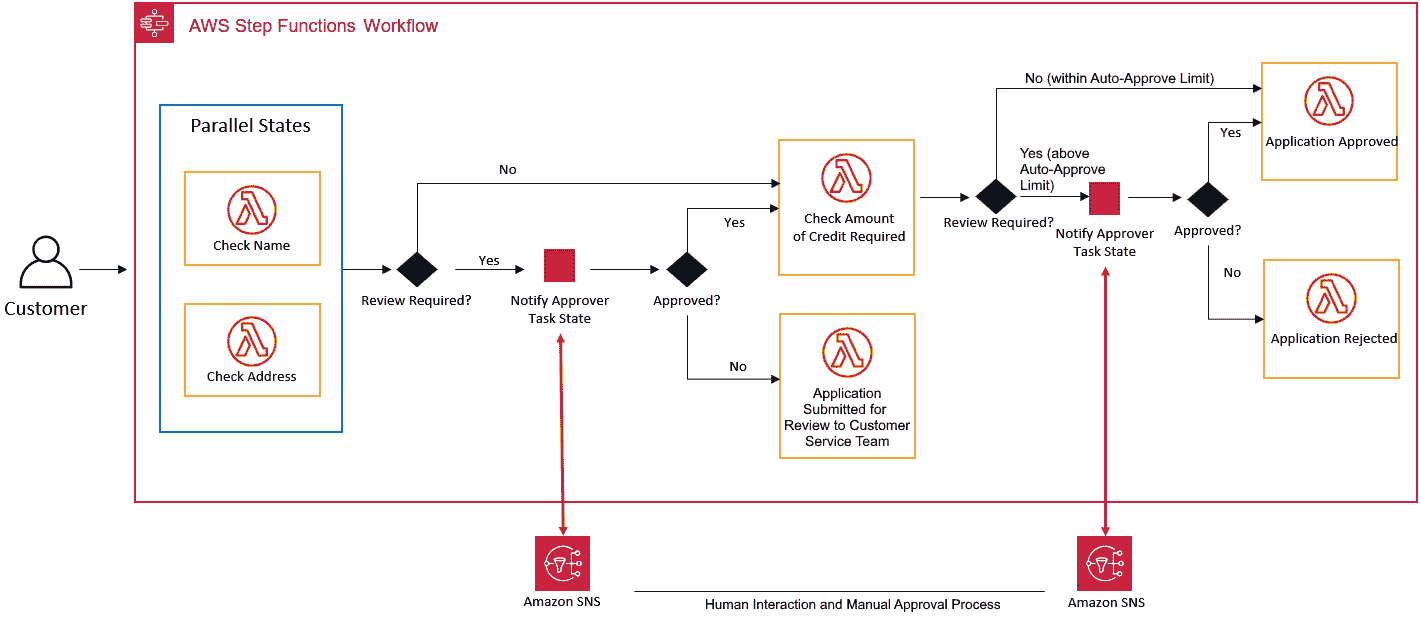 AWS Step Functions Workflow
Parallel States
Check Name
Check Address
Customer
Review Required?
Yes
No
Notify Approver
Task State
Approved?
Yes
No
Check Amount
of Credit Required
Application
Submitted for
Review to Customer
Service Team
Review Required?
No (within Auto-Approve Limit)
Yes (above
Auto-Approve
Limit)
Notify Approver
Task State
Approved?
Yes
No
Application Approved
Application Rejected
Amazon SNS
Human Interaction and Manual Approval Process
Amazon SNS